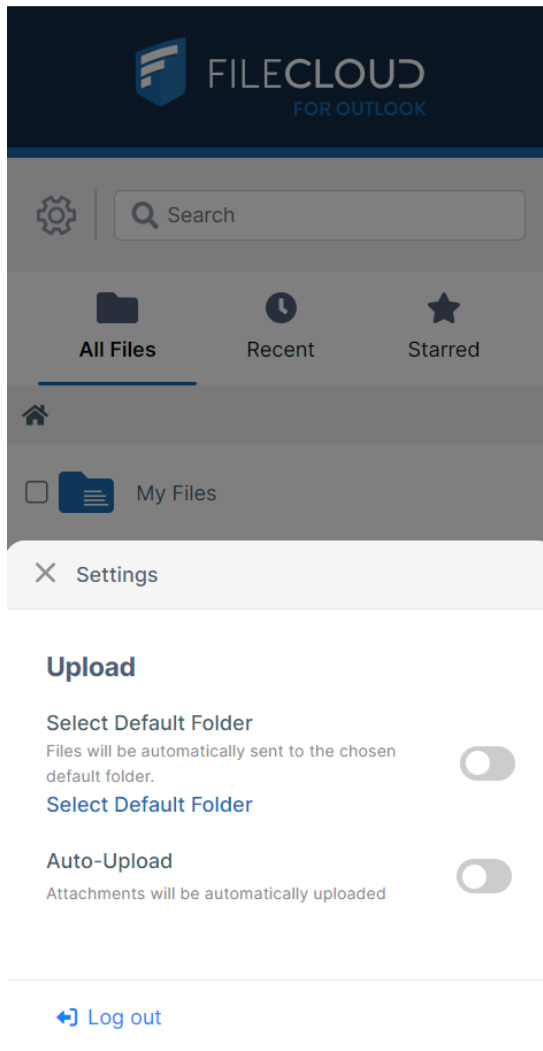 FILECLOUD
FOR OUTLOOK
Search
All Files
Recent
Starred
My Files
Settings
Upload
Select Default Folder
Files will be automatically sent to the chosen
default folder.
Select Default Folder
Auto-Upload
Attachments will be automatically uploaded
Log out